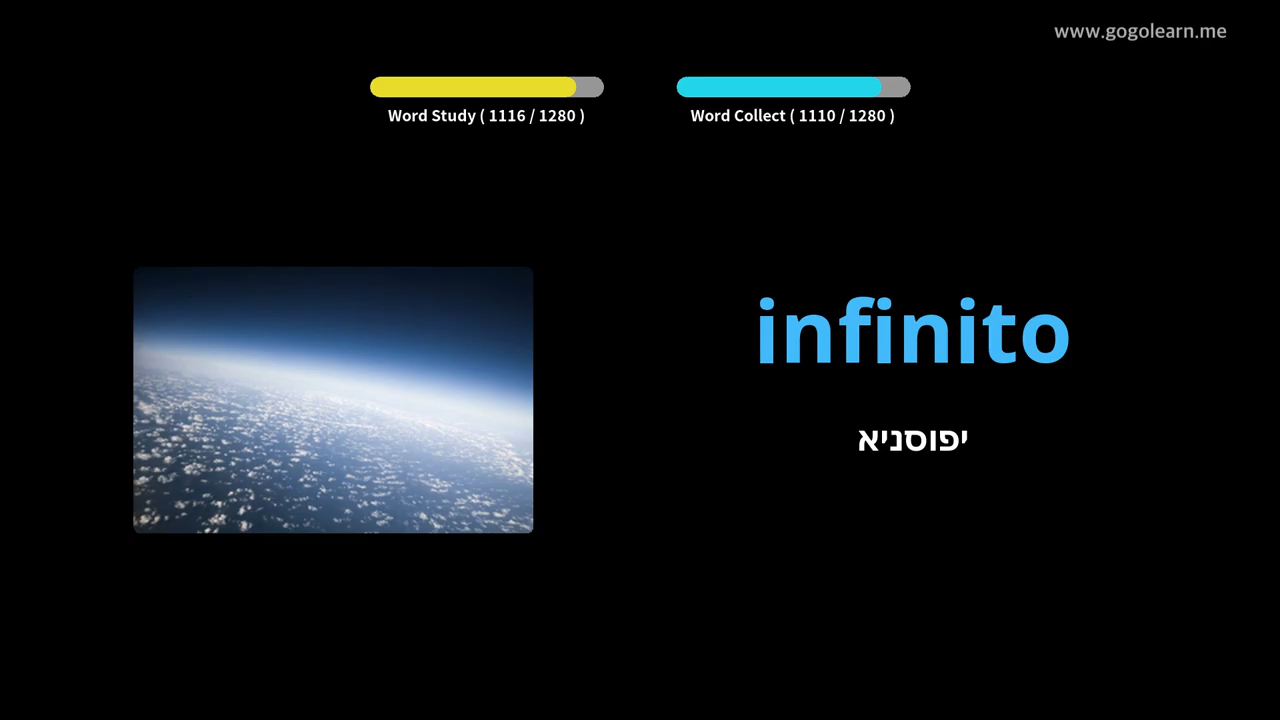 www.gogolearn.me
Word Study ( 1116 / 1280 )
Word Collect ( 1110 / 1280 )
infinito
יפוסניא